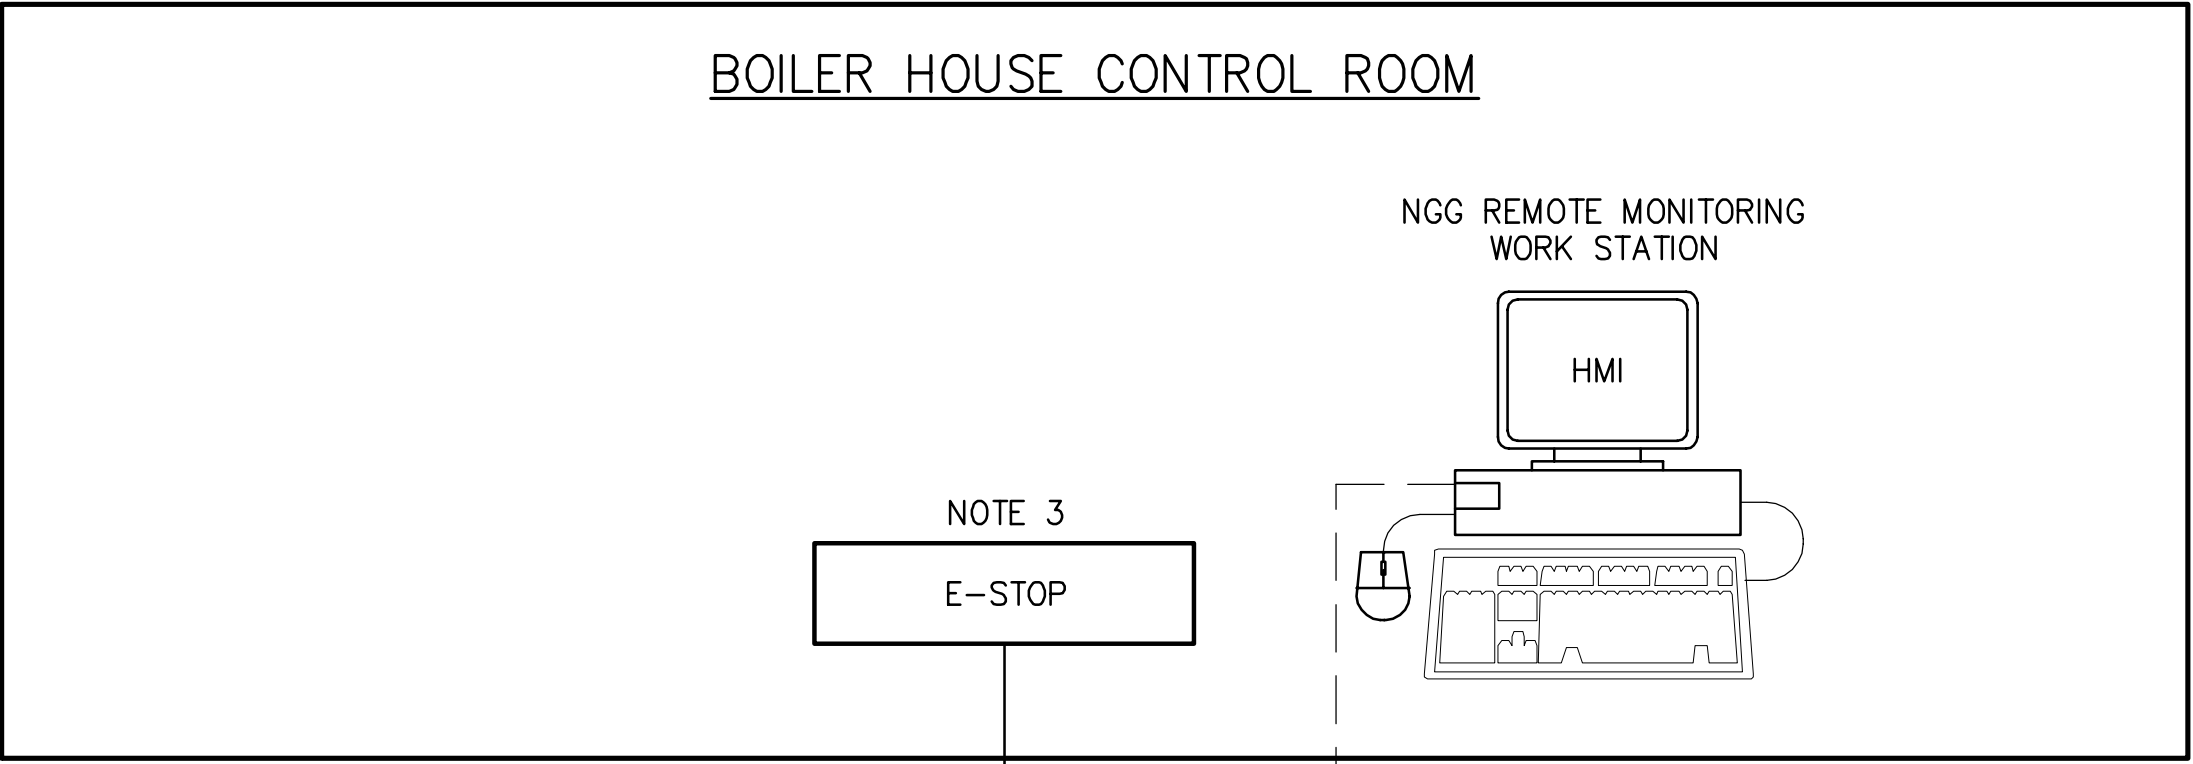 BOILER HOUSE CONTROL ROOM
NGG REMOTE MONITORING
WORK STATION
HMI
NOTE 3
E-STOP